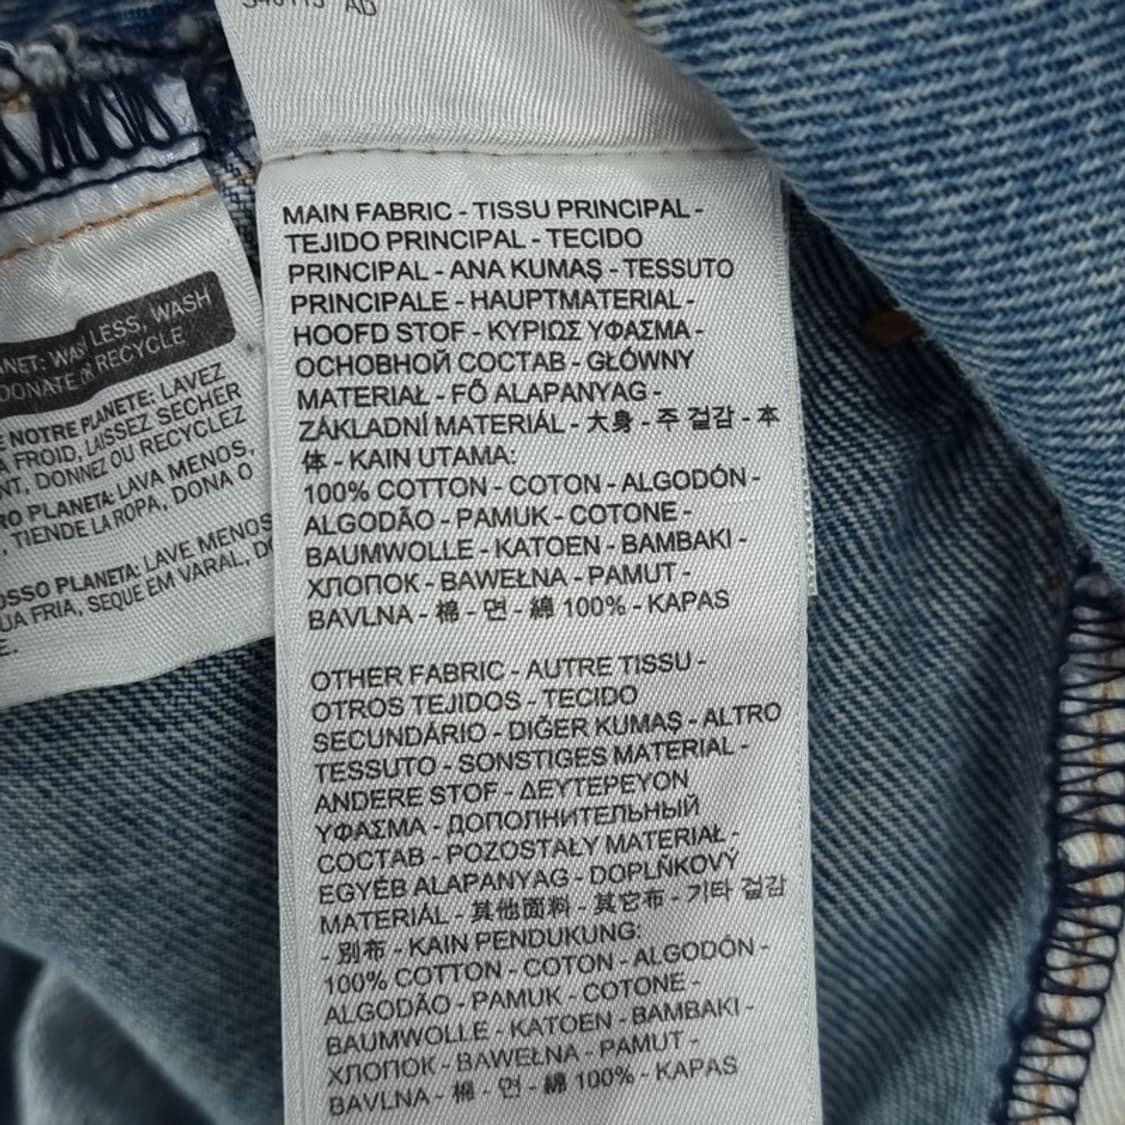 MAIN FABRIC - TISSU PRINCIPAL -
TEJIDO PRINCIPAL - TECIDO
PRINCIPAL - ANA KUMAŞ - TESSUTO
PRINCIPALE - HAUPTMATERIAL -
HOOFD STOF - ΚΥΡΙΩΣ ΥΦΑΣΜΑ -
ОСНОВНОЙ СОСТАВ - GŁÓWNY
MATERIAŁ - FŐ ALAPANYAG -
ZÁKLADNÍ MATERIÁL - 大身 - 주 걸감 - 本
体 - KAIN UTAMA:
100% COTTON - COTON - ALGODÓN -
ALGODÃO - PAMUK - COTONE -
BAUMWOLLE - KATOEN - BAMBAKI -
ХЛОПОК - BAWEŁNA - PAMUT -
BAVLNA - 棉 - 면 - 綿 100% - KAPAS
OTHER FABRIC - AUTRE TISSU -
OTROS TEJIDOS - TECIDO
SECUNDÁRIO - DIĞER KUMAŞ - ALTRO
TESSUTO - SONSTIGES MATERIAL -
ANDERE STOF - ΔΕΥΤΕΡΕΥΟΝ
ΥΦΑΣΜΑ - ДОПОЛНИТЕЛЬНЫЙ
СОСТАВ - POZOSTAŁY MATERIAŁ -
EGYÉB ALAPANYAG - DOPLŇKOVÝ
MATERIÁL - 其他面料 - 其它布 - 기타 걸감
- 別布 - KAIN PENDUKUNG:
100% COTTON - COTON - ALGODÓN -
ALGODÃO - PAMUK - COTONE -
BAUMWOLLE - KATOEN - BAMBAKI -
ХЛОПОК - BAWEŁNA - PAMUT -
BAVLNA - 棉 - 면 - 綿 100% - KAPAS
LESS, WASH
DONATE OR RECYCLE
NOTRE PLANETE: LAVEZ
FROID, LAISSEZ SECHER
DONNEZ OU RECYCLEZ
PLANETA: LAVA MENOS,
, TIENDE LA ROPA, DONA O
PLANETA: LAVE MENOS
FRIA, SEQUE EM VARAL,